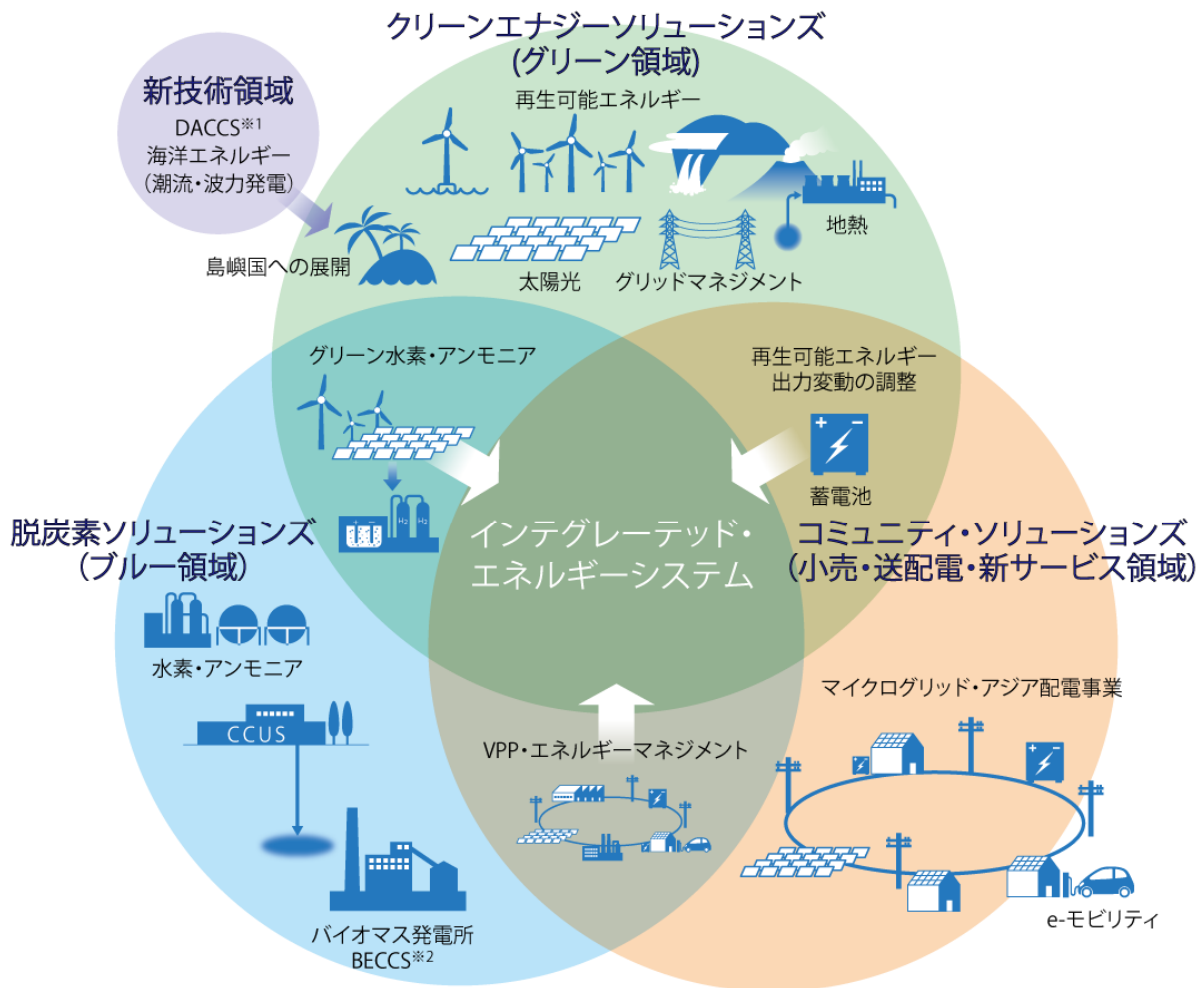 クリーンエナジーソリューションズ
(グリーン領域)
新技術領域
DACCS※1
海洋エネルギー
(潮流・波力発電)
再生可能エネルギー
地熱
島嶼国への展開
太陽光
グリッドマネジメント
グリーン水素・アンモニア
再生可能エネルギー
出力変動の調整
+ −
蓄電池
+ −
H2 H2
脱炭素ソリューションズ
(ブルー領域)
インテグレーテッド・
エネルギーシステム
コミュニティ・ソリューションズ
(小売・送配電・新サービス領域)
水素・アンモニア
マイクログリッド・アジア配電事業
CCUS
VPP・エネルギーマネジメント
+ −
e-モビリティ
バイオマス発電所
BECCS※2